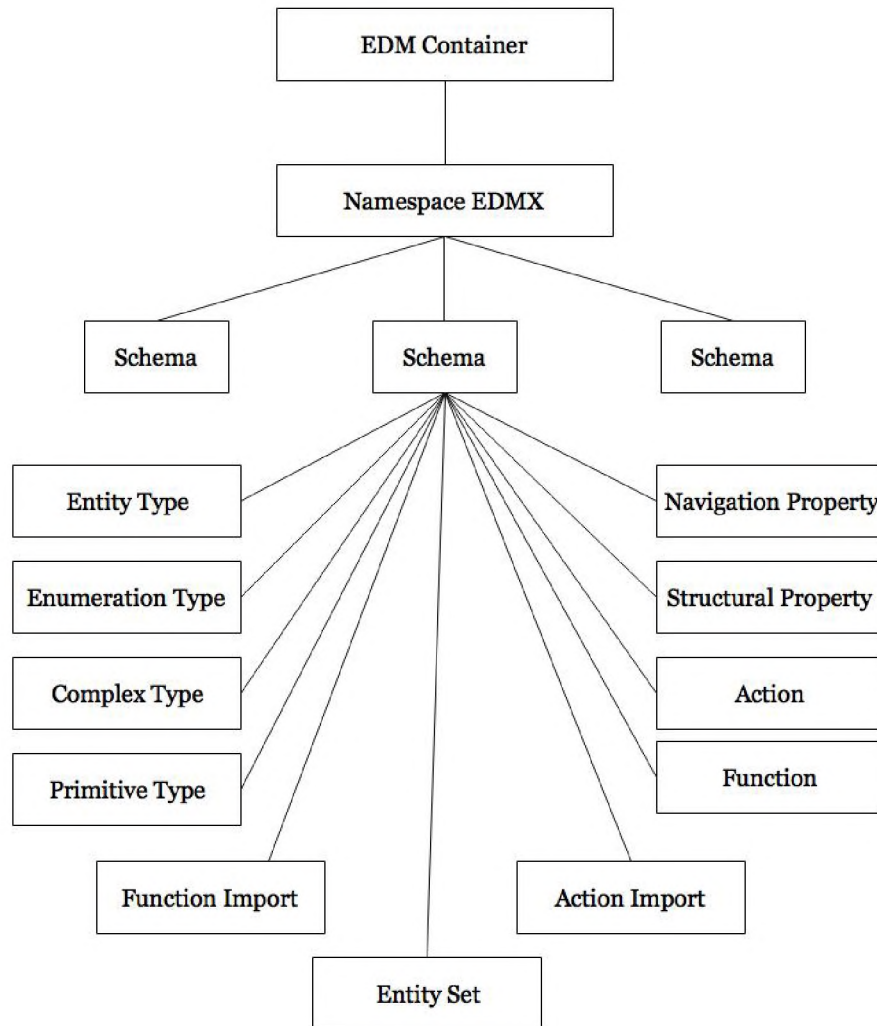 EDM Container
Namespace EDMX
Schema
Schema
Schema
Entity Type
Navigation Property
Enumeration Type
Structural Property
Complex Type
Action
Primitive Type
Function
Function Import
Action Import
Entity Set